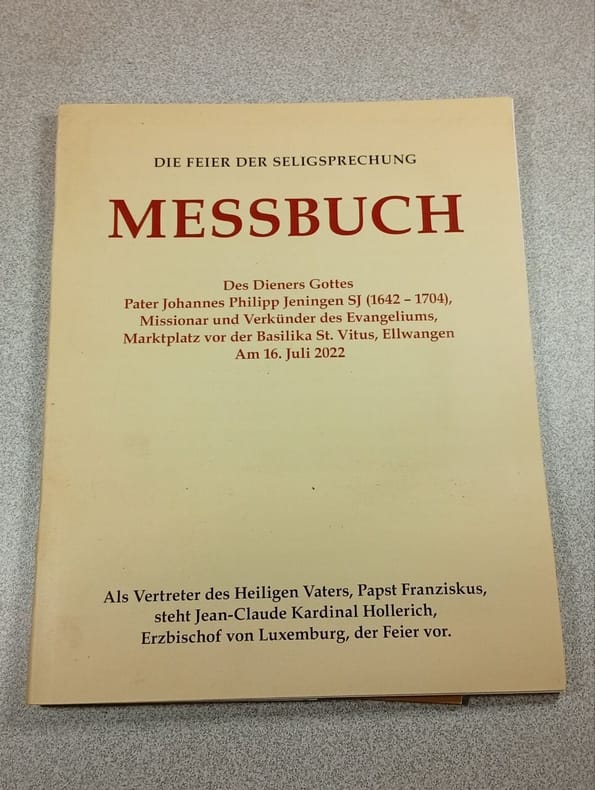 DIE FEIER DER SELIGSPRECHUNG
MESSBUCH
Des Dieners Gottes
Pater Johannes Philipp Jeningen SJ (1642 – 1704),
Missionar und Verkünder des Evangeliums,
Marktplatz vor der Basilika St. Vitus, Ellwangen
Am 16. Juli 2022
Als Vertreter des Heiligen Vaters, Papst Franziskus,
steht Jean-Claude Kardinal Hollerich,
Erzbischof von Luxemburg, der Feier vor.